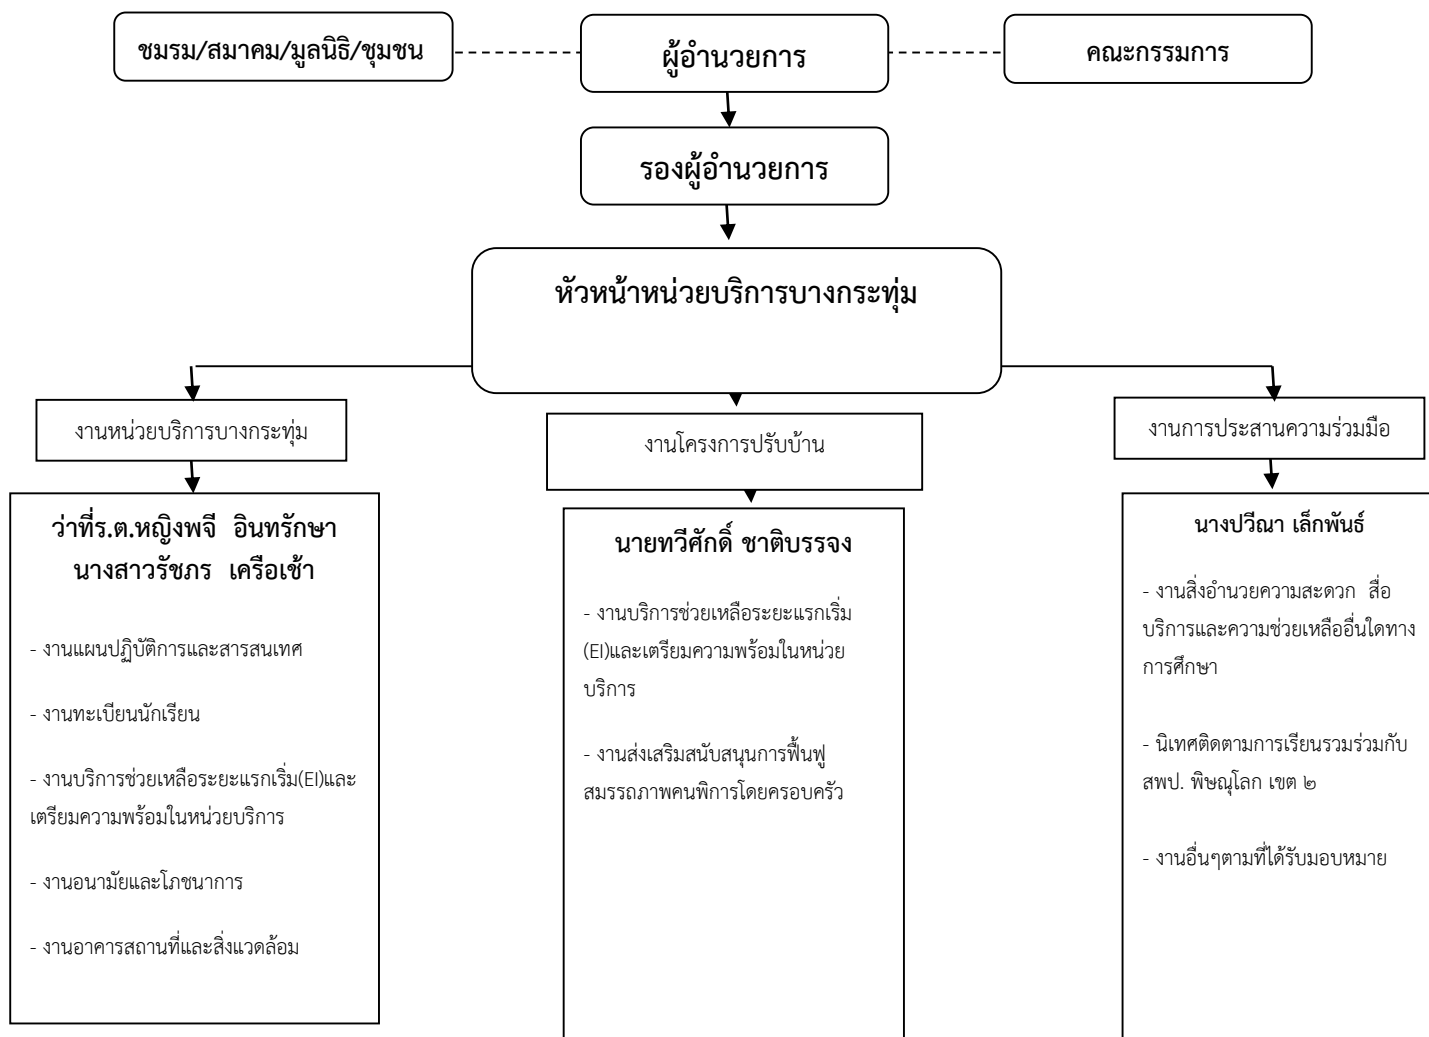 ชมรม/สมาคม/มูลนิธิ/ชุมชน
ผู้อำนวยการ
คณะกรรมการ
รองผู้อำนวยการ
หัวหน้าหน่วยบริการบางกระทุ่ม
งานหน่วยบริการบางกระทุ่ม
งานโครงการปรับบ้าน
งานการประสานความร่วมมือ
ว่าที่ร.ต.หญิงพจี อินทรักษา
นางสาวรัชภร เครือเช้า
- งานแผนปฏิบัติการและสารสนเทศ
- งานทะเบียนนักเรียน
- งานบริการช่วยเหลือระยะแรกเริ่ม(EI)และ
เตรียมความพร้อมในหน่วยบริการ
- งานอนามัยและโภชนาการ
- งานอาคารสถานที่และสิ่งแวดล้อม
นายทวีศักดิ์ ชาติบรรจง
- งานบริการช่วยเหลือระยะแรกเริ่ม
(EI)และเตรียมความพร้อมในหน่วย
บริการ
- งานส่งเสริมสนับสนุนการฟื้นฟู
สมรรถภาพคนพิการโดยครอบครัว
นางปวีณา เล็กพันธ์
- งานสิ่งอำนวยความสะดวก สื่อ
บริการและความช่วยเหลืออื่นใดทาง
การศึกษา
- นิเทศติดตามการเรียนรวมร่วมกับ
สพป. พิษณุโลก เขต ๒
- งานอื่นๆตามที่ได้รับมอบหมาย